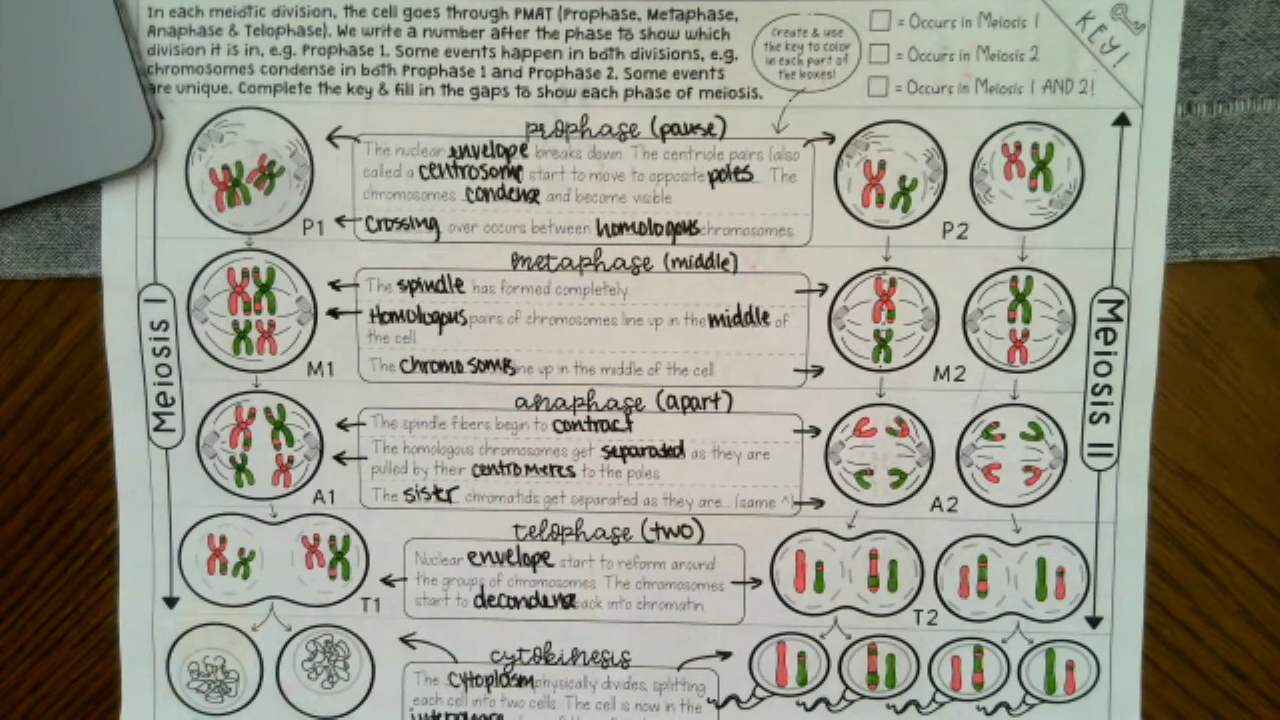 In each meiotic division, the cell goes through PMAT (Prophase, Metaphase,
Anaphase & Telophase). We write a number after the phase to show which
division it is in, e.g. Prophase 1. Some events happen in both divisions, e.g.
chromosomes condense in both Prophase 1 and Prophase 2. Some events
are unique. Complete the key & fill in the gaps to show each phase of meiosis.
Create & use
the key to color
in each part of
the boxes!
= Occurs in Meiosis 1
= Occurs in Meiosis 2
= Occurs in Meiosis 1 AND 2!
KEY!
Meiosis I
prophase (pause)
The nuclear envelope breaks down. The centriole pairs (also
called a centrosome start to move to opposite poles. The
chromosomes condense and become visible
P1
Crossing over occurs between homologous chromosomes
P2
metaphase (middle)
The spindle has formed completely
Homologous pairs of chromosomes line up in the middle of
the cell
The chromosomes line up in the middle of the cell
M1
M2
anaphase (apart)
The spindle fibers begin to contract
The homologous chromosomes get separated as they are
pulled by their centromeres to the poles
The sister chromatids get separated as they are... (same ^)
A1
A2
telophase (two)
Nuclear envelope start to reform around
the groups of chromosomes. The chromosomes
start to decondense back into chromatin
T1
T2
Meiosis II
cytokinesis
The cytoplasm physically divides, splitting
each cell into two cells. The cell is now in the
interphase